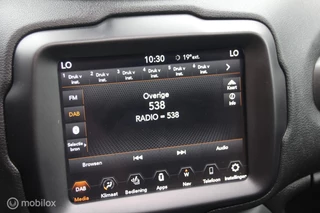 LO 10:30 19°ext. LO
1 Druk v inst. 2 Druk v inst. 3 Druk v inst. 4 Druk v inst. 5 Druk v inst. 6 Druk v inst.
FM
DAB
Selectie bron
Overige
538
RADIO = 538
Kaart
Info
Browsen
Audio
DAB
Media Klimaat Bediening Apps Nav Telefoon Instellingen
© mobilox